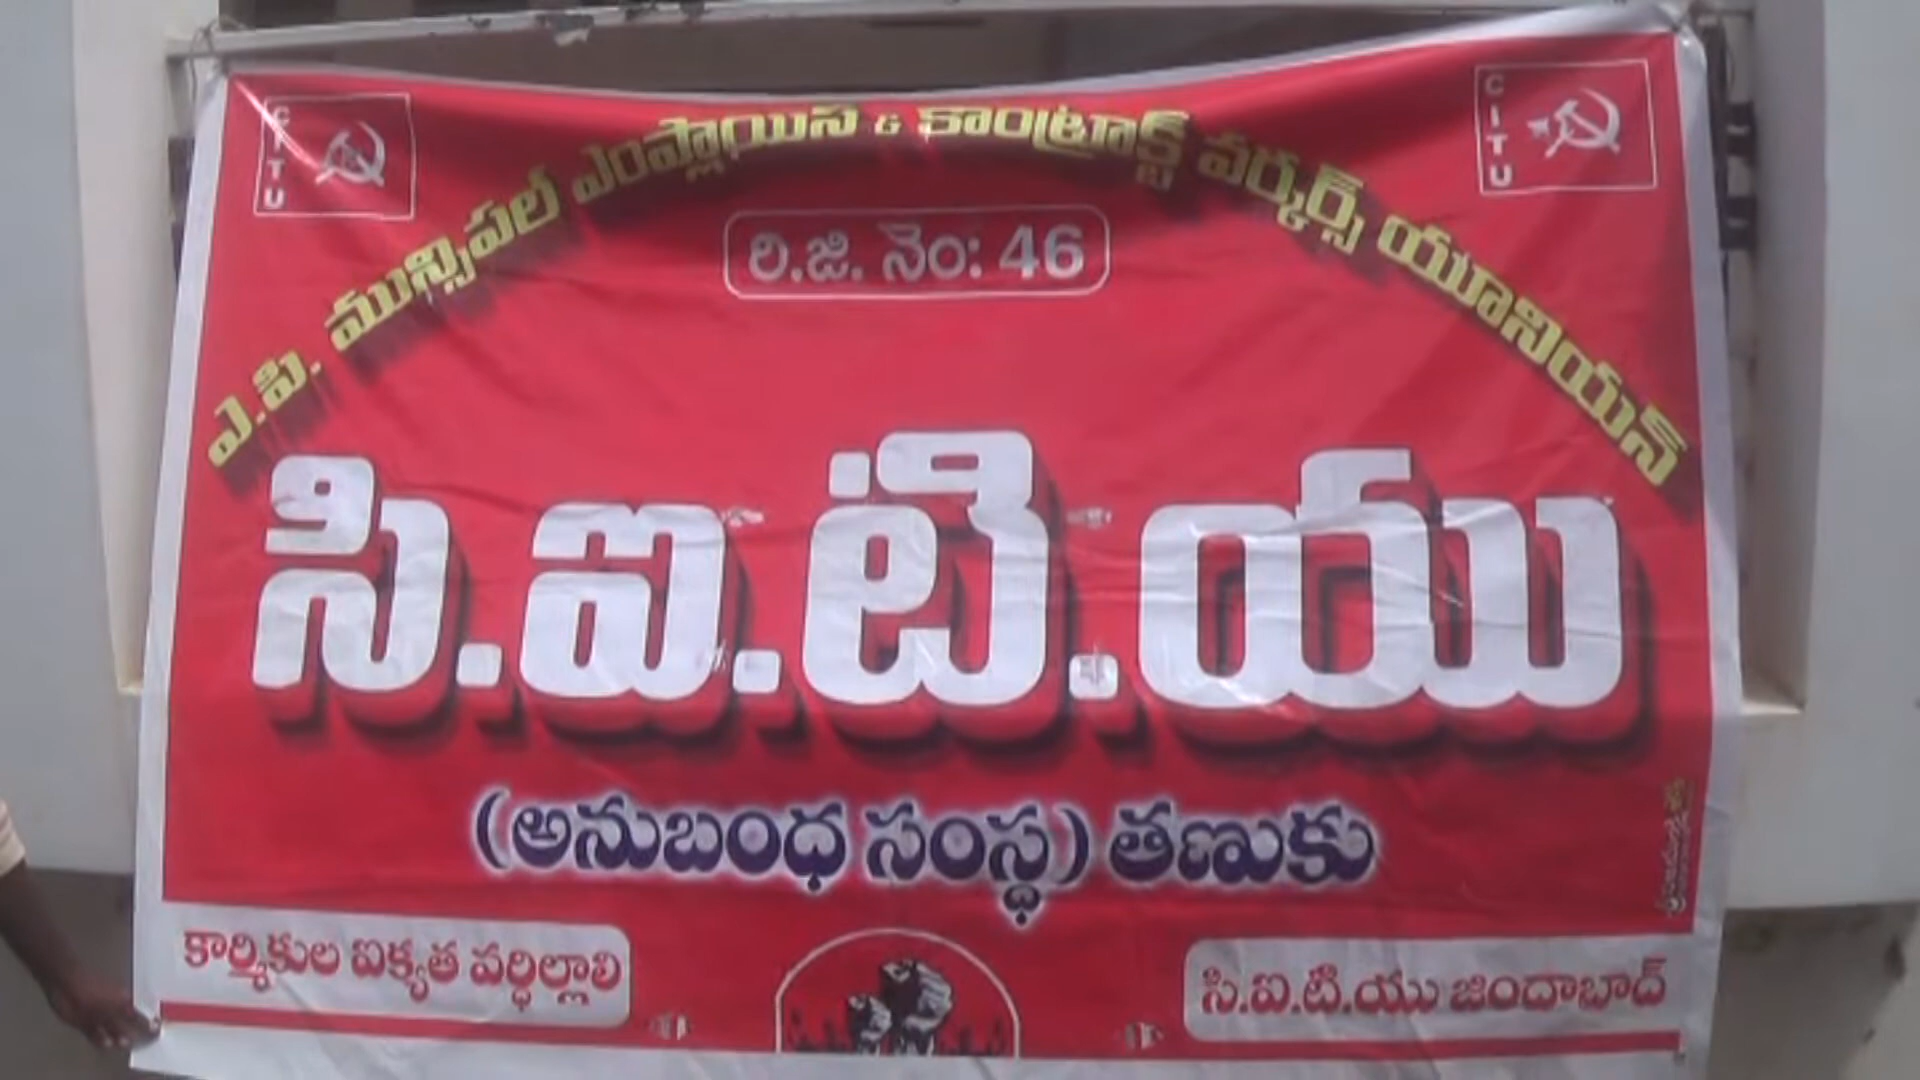 CITU
CITU
ఎ.పి. మున్సిపల్ ఎంప్లాయిస్ & కాంట్రాక్ట్ వర్కర్స్ యూనియన్
రి.జి. నెం: 46
సి.ఐ.టి.యు
(అనుబంధ సంస్థ) తణుకు
కార్మికుల ఐక్యత వర్ధిల్లాలి
సి.ఐ.టి.యు జిందాబాద్